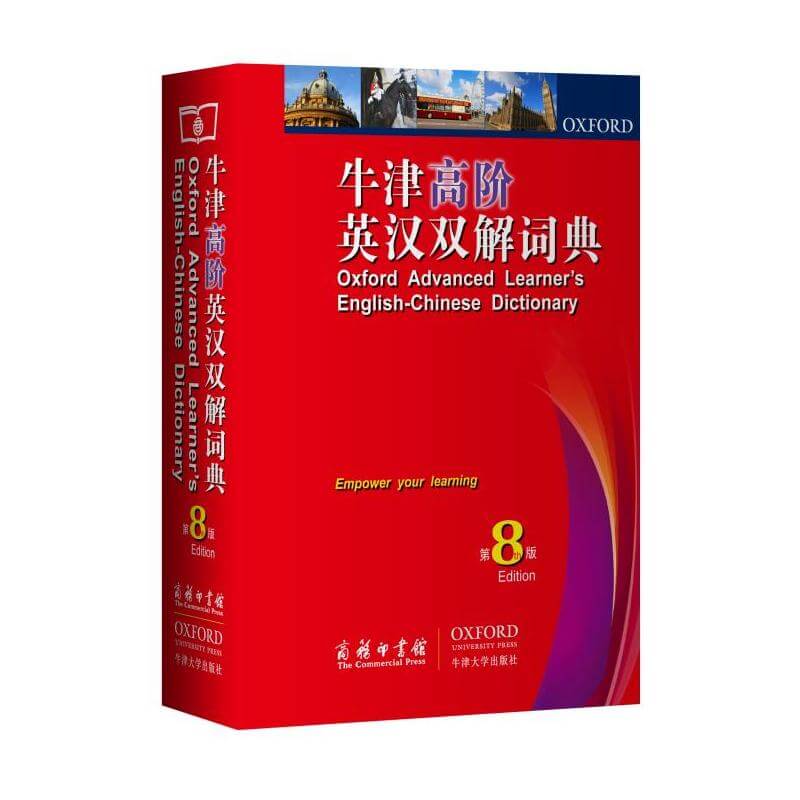 牛津高阶
英汉双解词典
Oxford Advanced Learner's
English-Chinese Dictionary
第8版
Edition
商务印书馆
The Commercial Press
OXFORD
UNIVERSITY PRESS
牛津大学出版社
OXFORD
牛津高阶
英汉双解词典
Oxford Advanced Learner's
English-Chinese Dictionary
Empower your learning
第8th版
Edition
商务印书馆
The Commercial Press
OXFORD
UNIVERSITY PRESS
牛津大学出版社